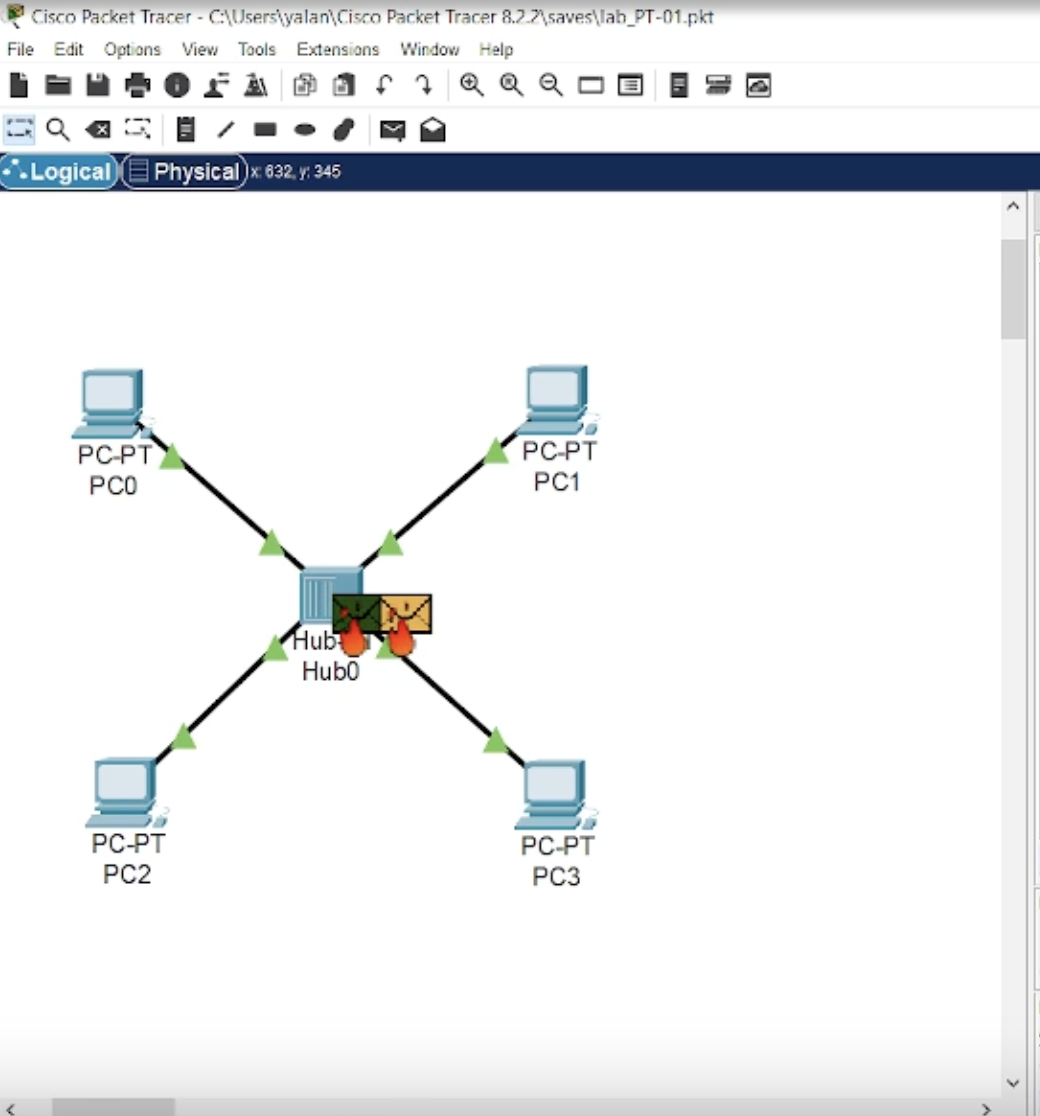 Cisco Packet Tracer - C:\Users\yalan\Cisco Packet Tracer 8.2.2\saves\lab_PT-01.pkt
File Edit Options View Tools Extensions Window Help
Logical Physical x: 632, y: 345
PC-PT
PC0
PC-PT
PC1
Hub0
PC-PT
PC2
PC-PT
PC3